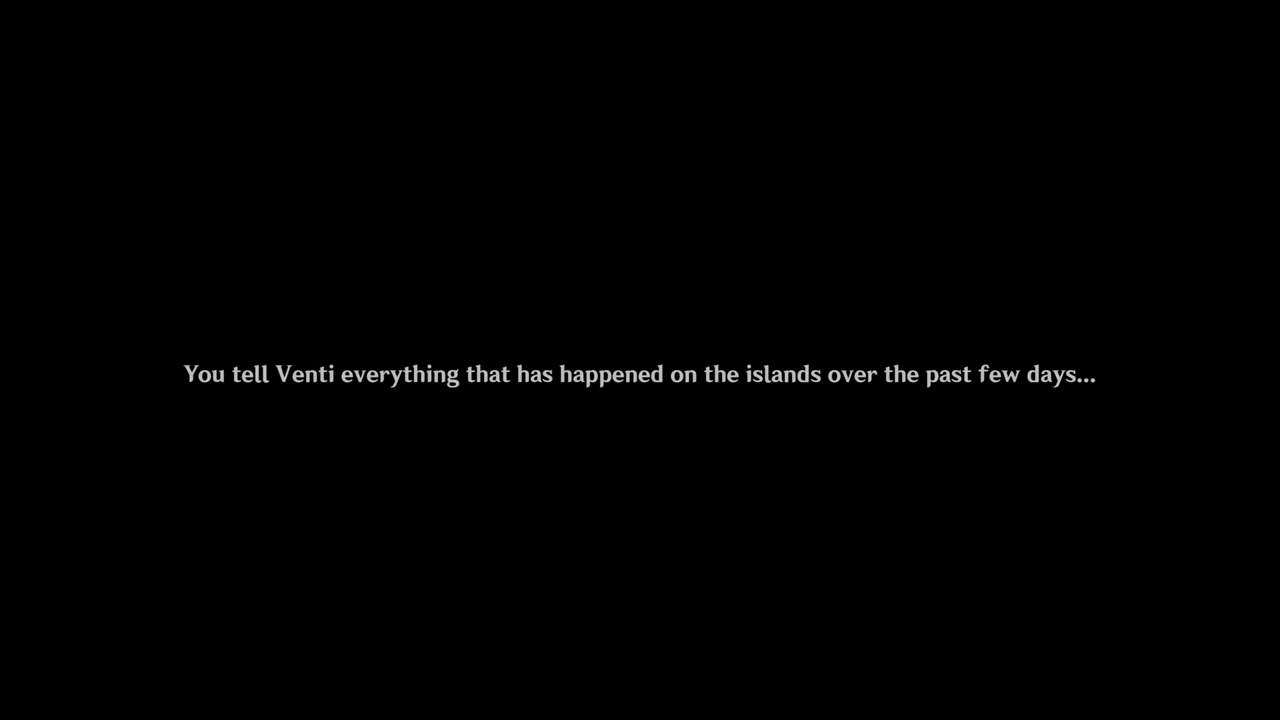 You tell Venti everything that has happened on the islands over the past few days...